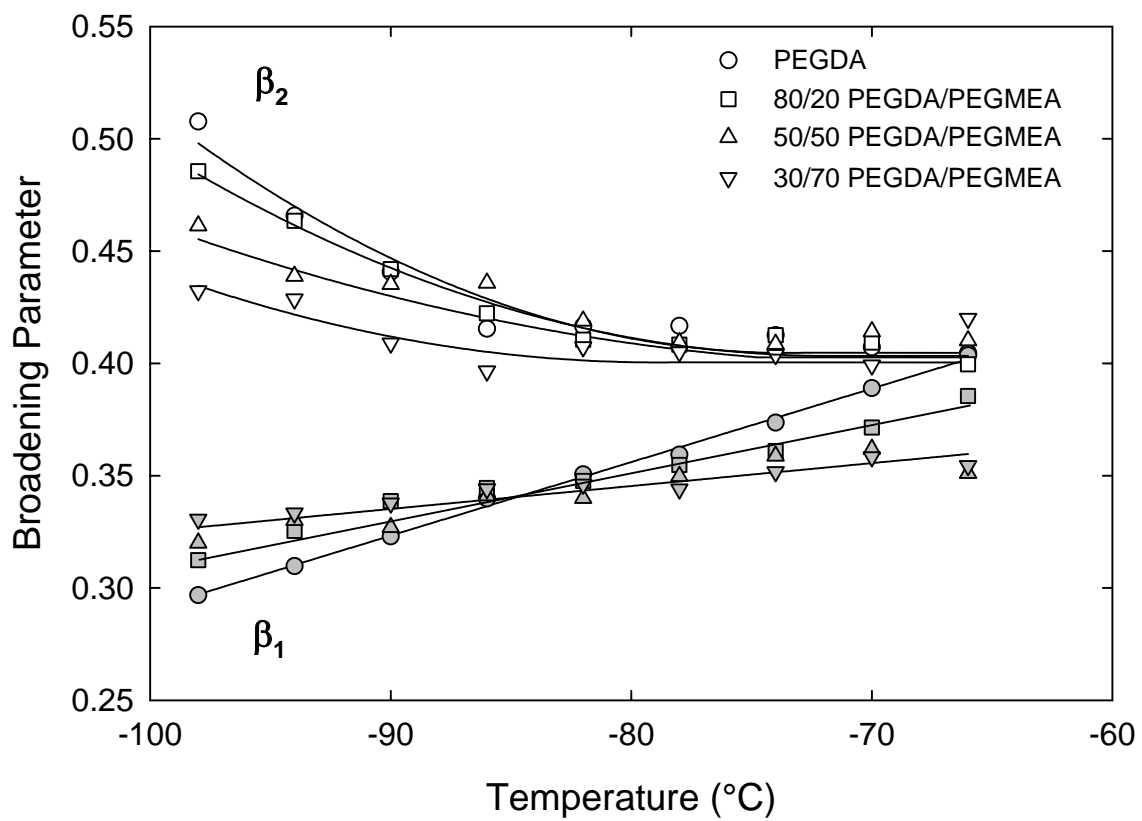 0.55
0.50
0.45
0.40
0.35
0.30
0.25
Broadening Parameter
β2
PEGDA
80/20 PEGDA/PEGMEA
50/50 PEGDA/PEGMEA
30/70 PEGDA/PEGMEA
β1
-100
-90
-80
-70
-60
Temperature (°C)